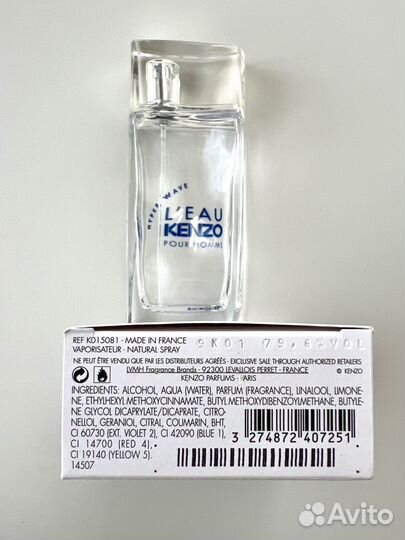 HYPER WAVE
L'EAU
KENZO
POUR HOMME
REF K015081 - MADE IN FRANCE
VAPORISATEUR - NATURAL SPRAY
9K01 79,6%VOL
NE PEUT ÊTRE VENDU QUE PAR LES DISTRIBUTEURS AGRÉÉS - EXCLUSIVE SALE THROUGH AUTHORIZED RETAILERS
LVMH Fragrance Brands - 92300 LEVALLOIS PERRET - FRANCE
© KENZO
KENZO PARFUMS - PARIS
INGREDIENTS: ALCOHOL, AQUA (WATER), PARFUM (FRAGRANCE), LINALOOL, LIMONE-
NE, ETHYLHEXYL METHOXYCINNAMATE, BUTYL METHOXYDIBENZOYLMETHANE, BUTYLE-
NE GLYCOL DICAPRYLATE/DICAPRATE, CITRO-
NELLOL, GERANIOL, CITRAL, COUMARIN, BHT,
CI 60730 (EXT. VIOLET 2), CI 42090 (BLUE 1),
CI 14700 (RED 4),
CI 19140 (YELLOW 5).
14507
3 274872 407251
Avito